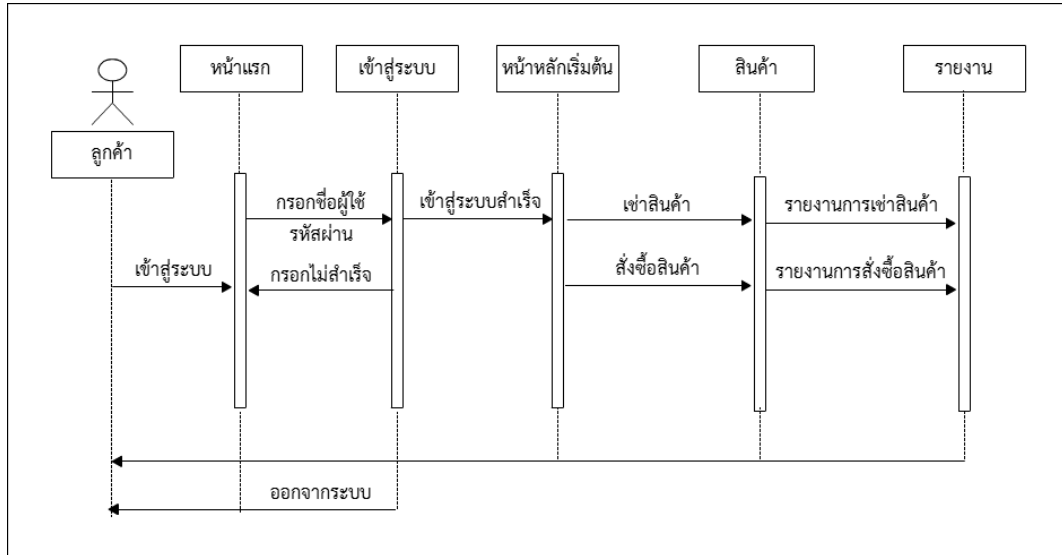 หน้าแรก
เข้าสู่ระบบ
หน้าหลักเริ่มต้น
สินค้า
รายงาน
ลูกค้า
กรอกชื่อผู้ใช้
รหัสผ่าน
เข้าสู่ระบบสำเร็จ
เช่าสินค้า
รายงานการเช่าสินค้า
เข้าสู่ระบบ
กรอกไม่สำเร็จ
สั่งซื้อสินค้า
รายงานการสั่งซื้อสินค้า
ออกจากระบบ